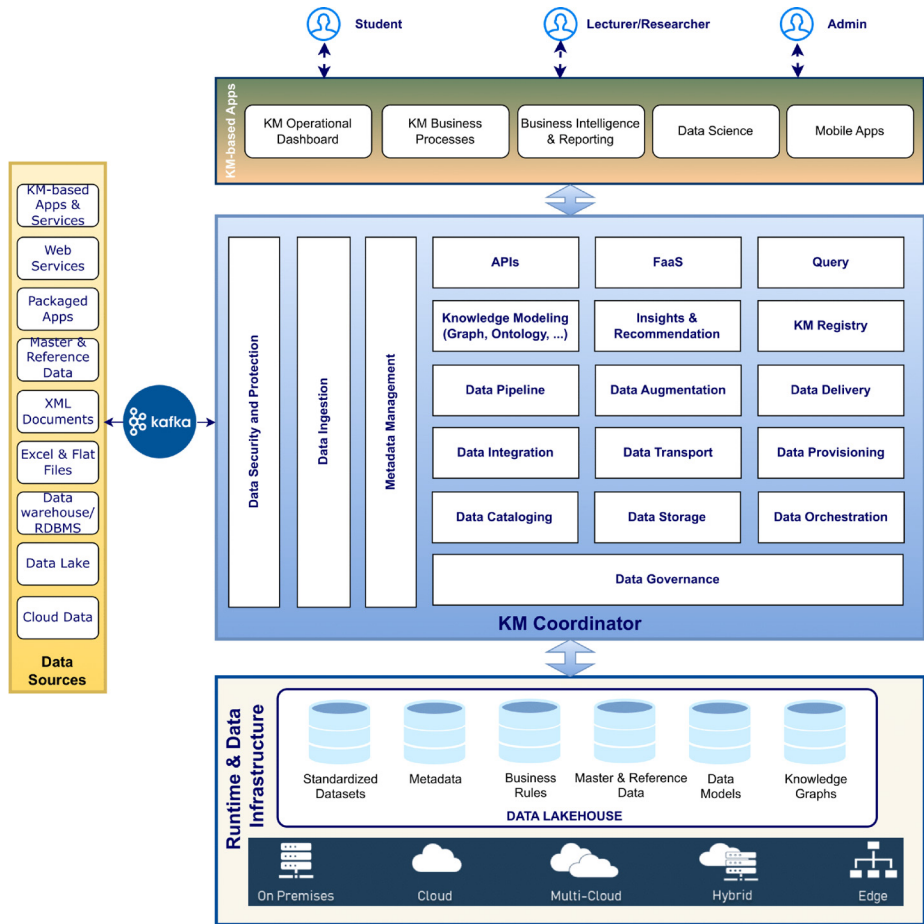 Student
Lecturer/Researcher
Admin
KM-based Apps
KM Operational
Dashboard
KM Business
Processes
Business Intelligence
& Reporting
Data Science
Mobile Apps
KM-based
Apps &
Services
Web
Services
Packaged
Apps
Master &
Reference
Data
XML
Documents
Excel & Flat
Files
Data
warehouse/
RDBMS
Data Lake
Cloud Data
Data
Sources
kafka
Data Security and Protection
Data Ingestion
Metadata Management
APIs
FaaS
Query
Knowledge Modeling
(Graph, Ontology, ...)
Insights &
Recommendation
KM Registry
Data Pipeline
Data Augmentation
Data Delivery
Data Integration
Data Transport
Data Provisioning
Data Cataloging
Data Storage
Data Orchestration
Data Governance
KM Coordinator
Runtime & Data
Infrastructure
Standardized
Datasets
Metadata
Business
Rules
Master & Reference
Data
Data
Models
Knowledge
Graphs
DATA LAKEHOUSE
On Premises
Cloud
Multi-Cloud
Hybrid
Edge